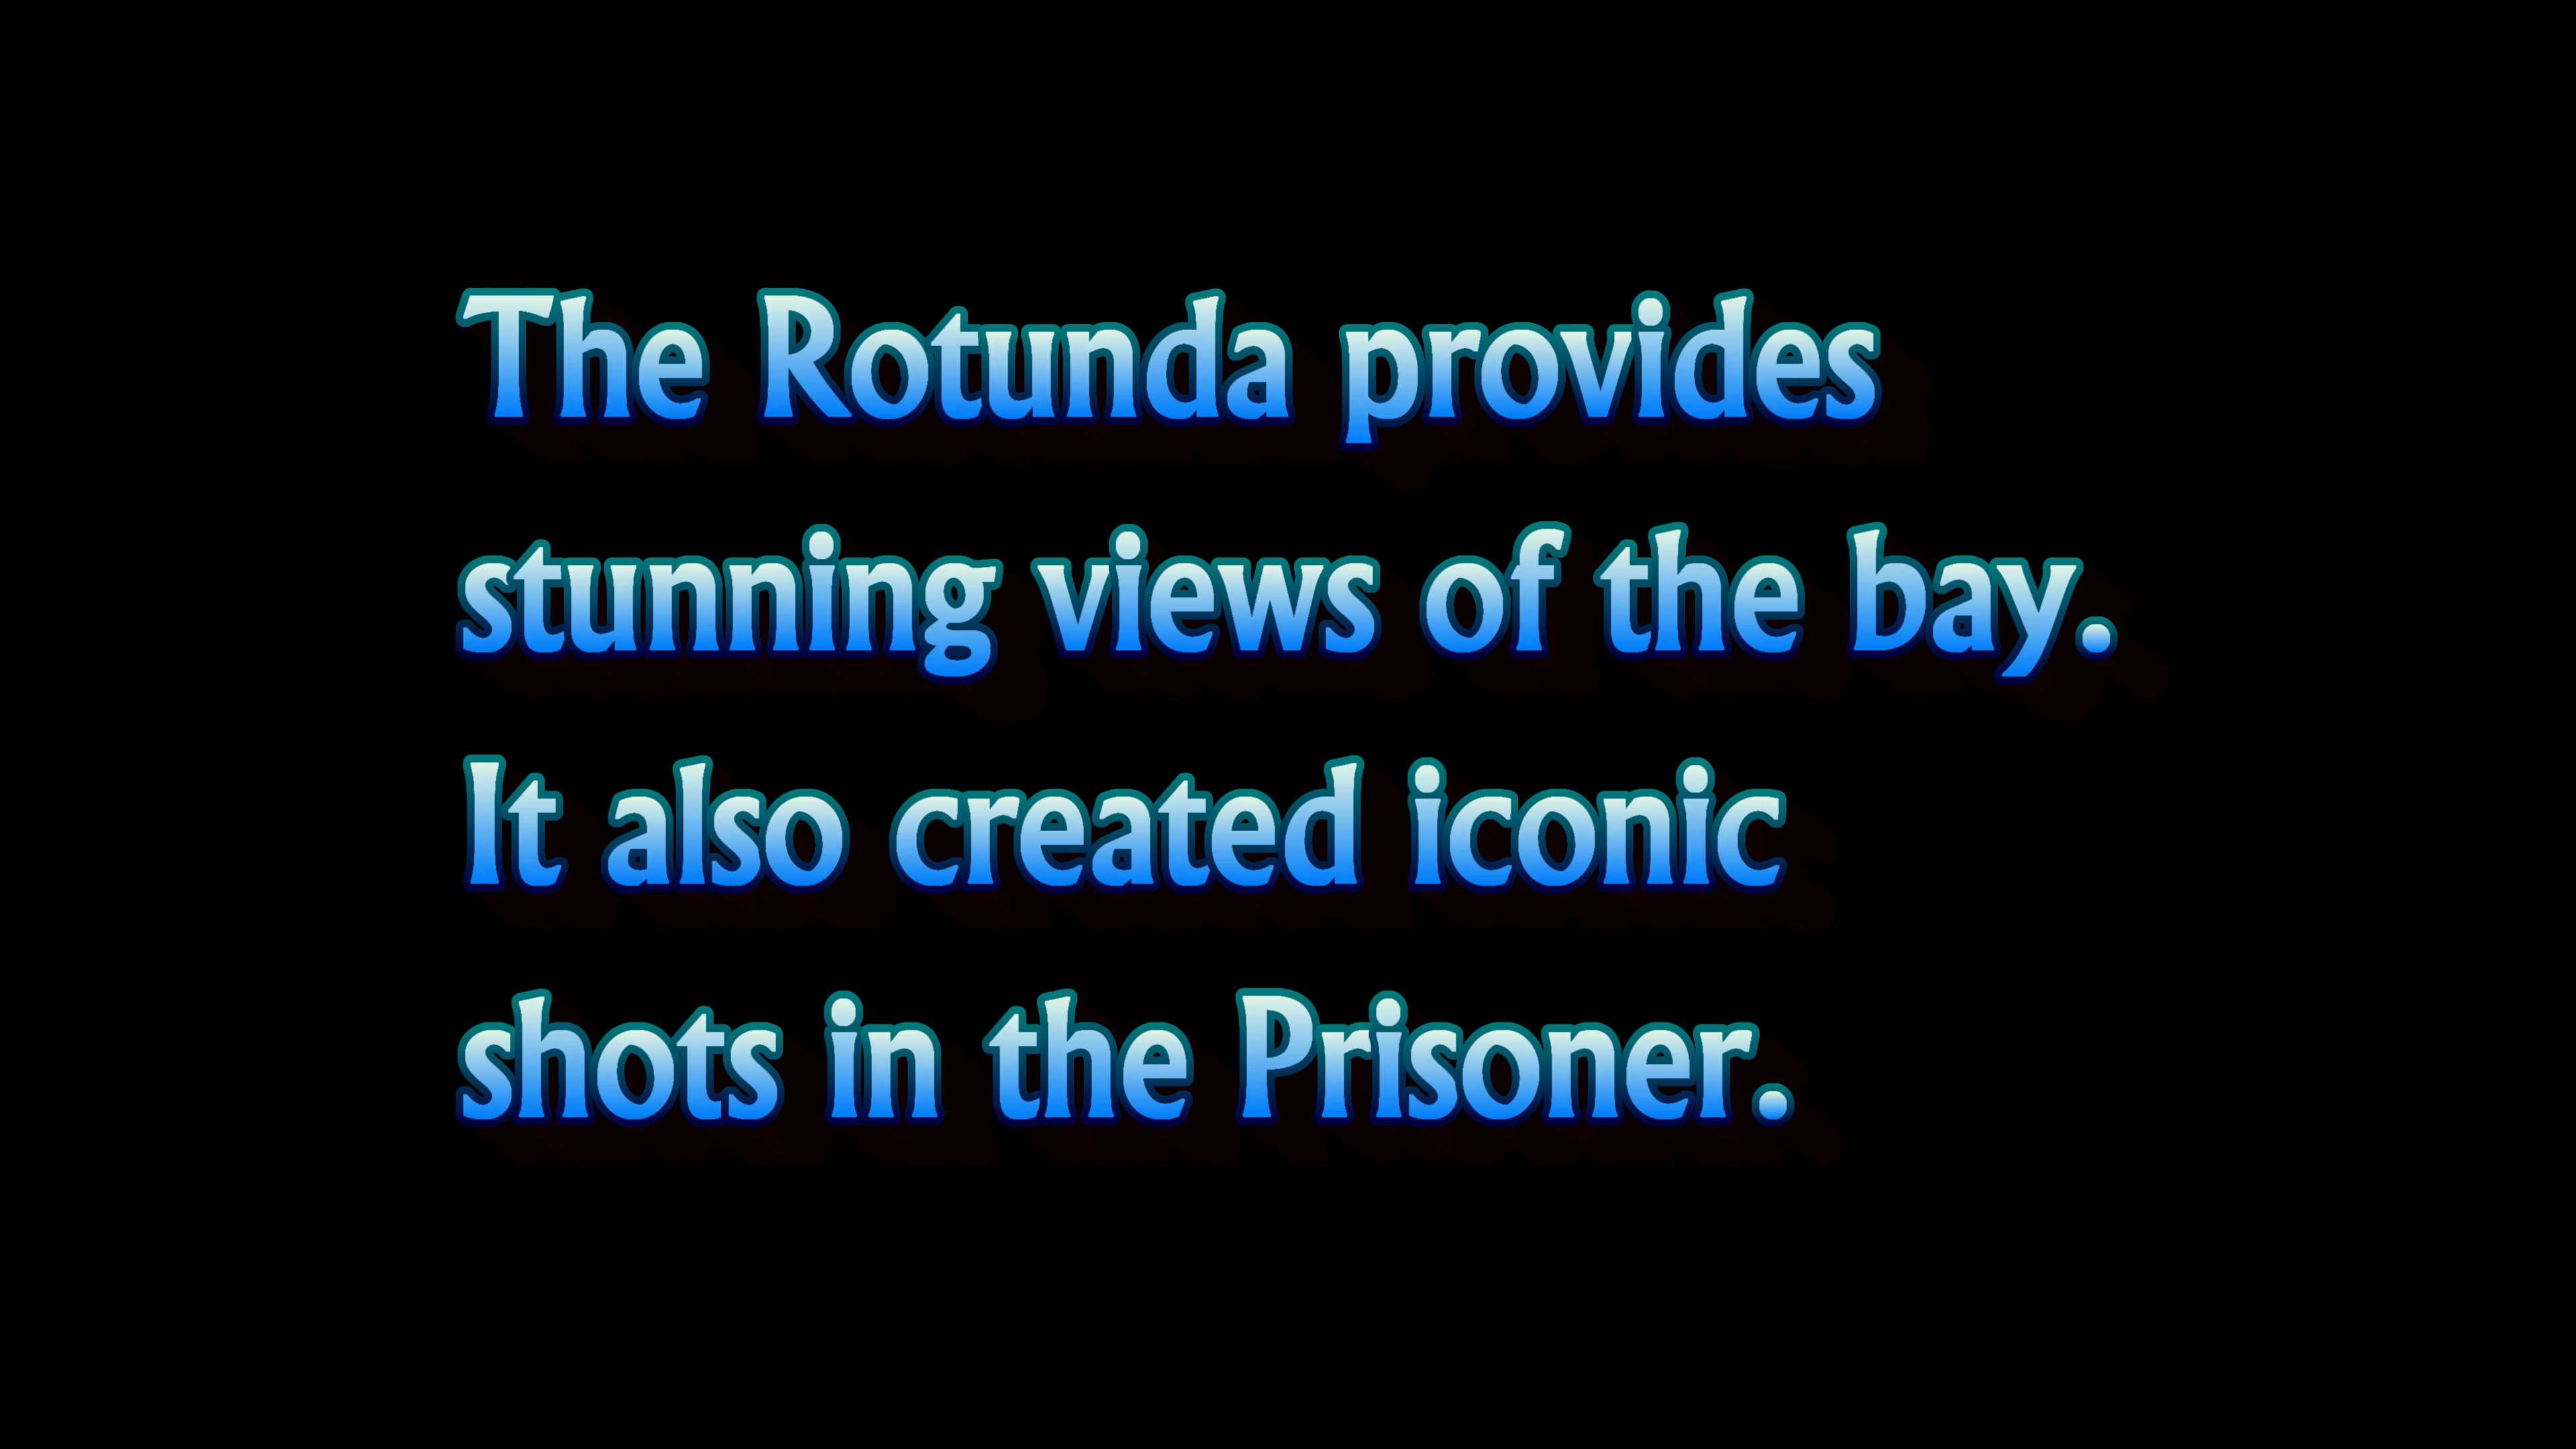 The Rotunda provides
stunning views of the bay.
It also created iconic
shots in the Prisoner.